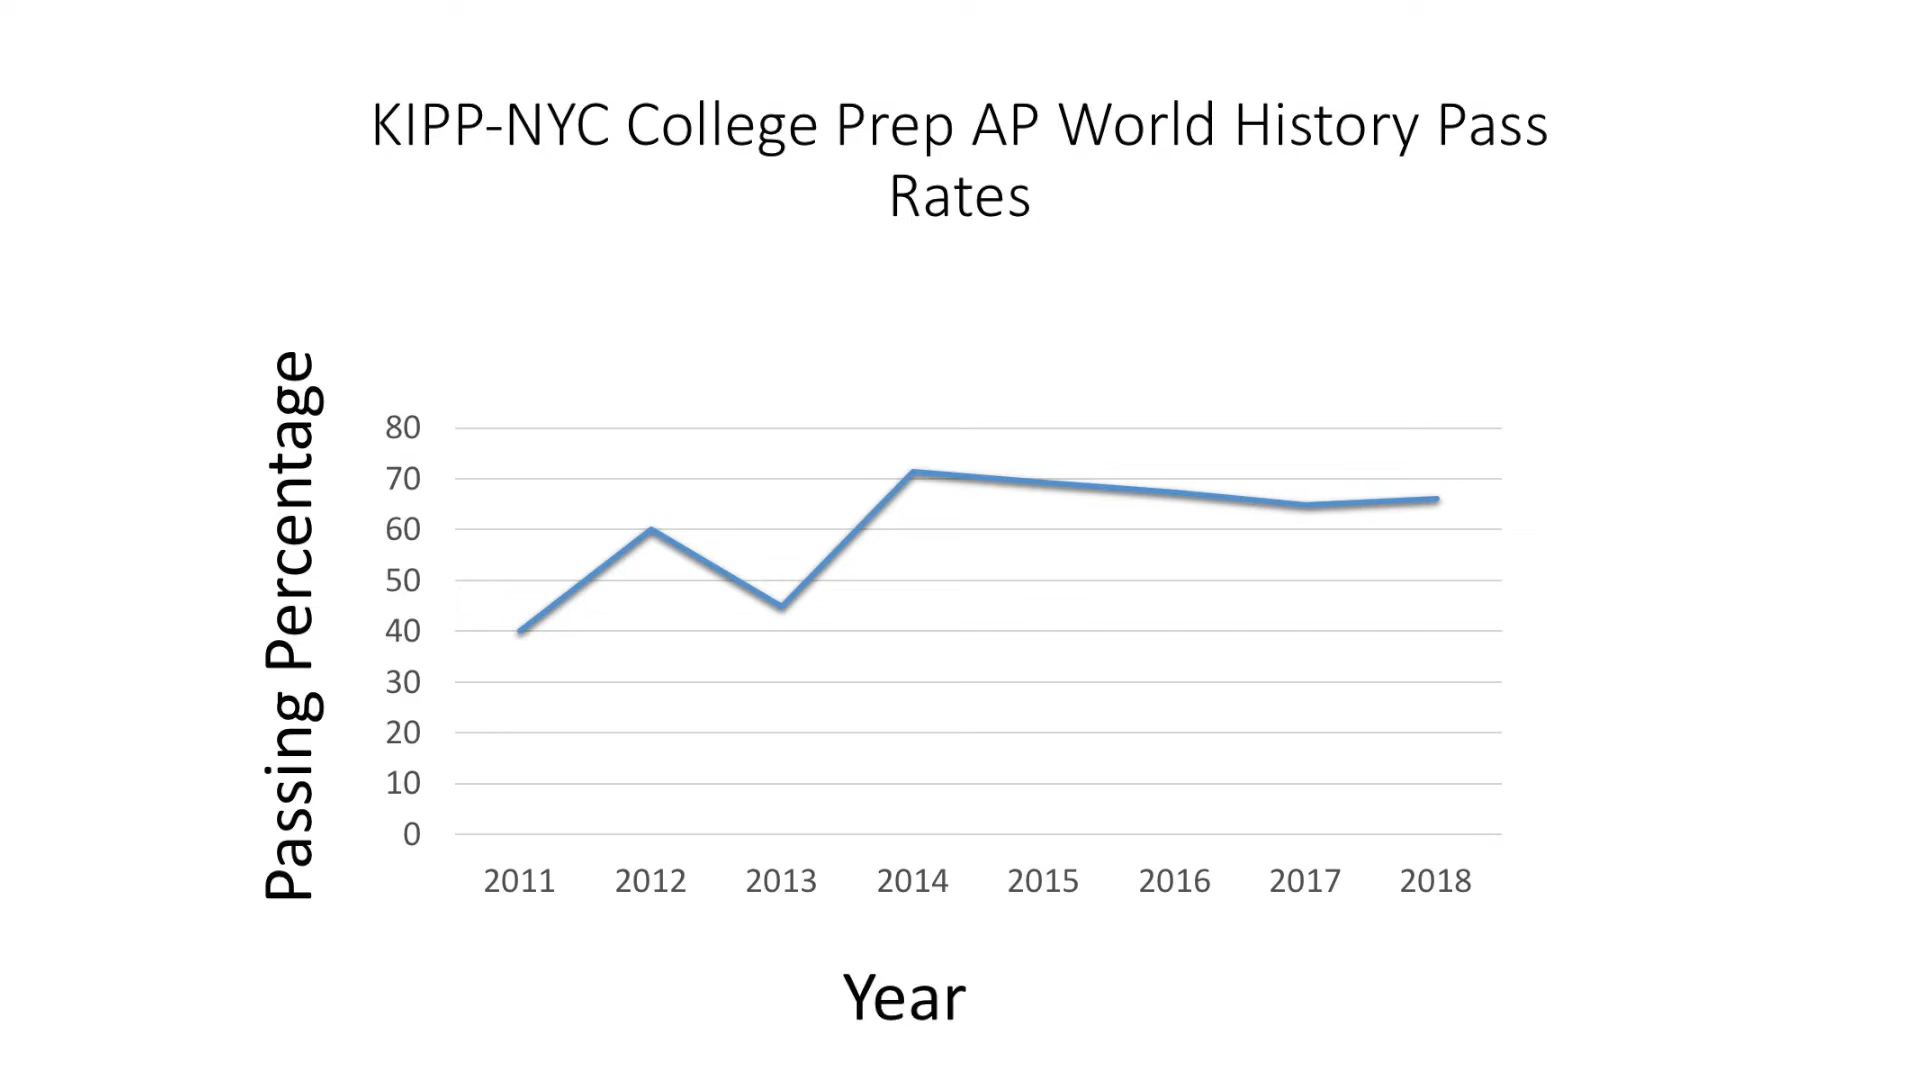 KIPP-NYC College Prep AP World History Pass
Rates
Passing Percentage
80
70
60
50
40
30
20
10
0
2011 2012 2013 2014 2015 2016 2017 2018
Year